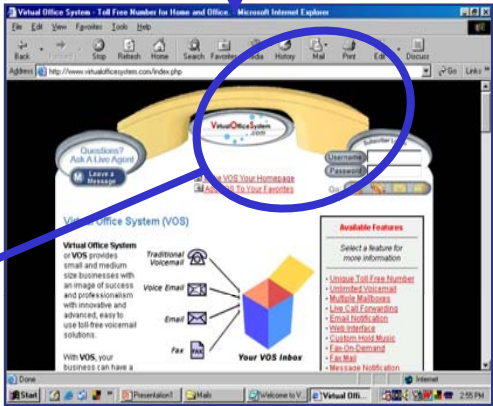 Virtual Office System - Toll Free Number for Home and Office. - Microsoft Internet Explorer
File Edit View Favorites Tools Help
Back Stop Refresh Home Search Favorites Media History Mail Print Edit Discuss
Address http://www.virtualofficesystem.com/index.php Go Links
VirtualOfficeSystem
.com
Questions?
Ask A Live Agent
Leave a
Message
Subscriber
Username
Password
Go:
VOS Your Homepage
Add VOS To Your Favorites
Virtual Office System (VOS)
Virtual Office System
or VOS provides
small and medium
size businesses with
an image of success
and professionalism
with innovative and
advanced, easy to
use toll-free voicemail
solutions.
With VOS, your
business can have a
Traditional
Voicemail
Voice Email
Email
Fax
FAX
Your VOS Inbox
Available Features
Select a feature for
more information
- Unique Toll Free Number
- Unlimited Voicemail
- Multiple Mailboxes
- Live Call Forwarding
- Email Notification
- Web Interface
- Custom Hold Music
- Fax-On-Demand
- Fax Mail
- Message Notification
Done Internet
Start Presentation1 Mails Welcome to V... Virtual Offi... 2:55 PM